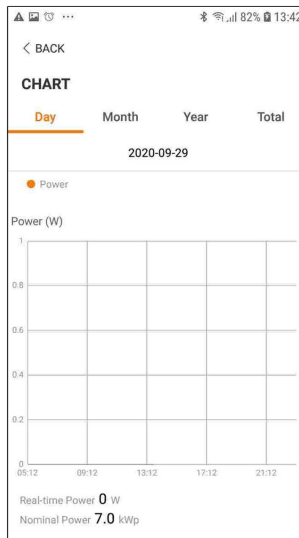 82% 13:42
< BACK
CHART
Day Month Year Total
2020-09-29
Power
Power (W)
1
0.8
0.6
0.4
0.2
0
05:12 09:12 13:12 17:12 21:12
Real-time Power 0 W
Nominal Power 7.0 kWp